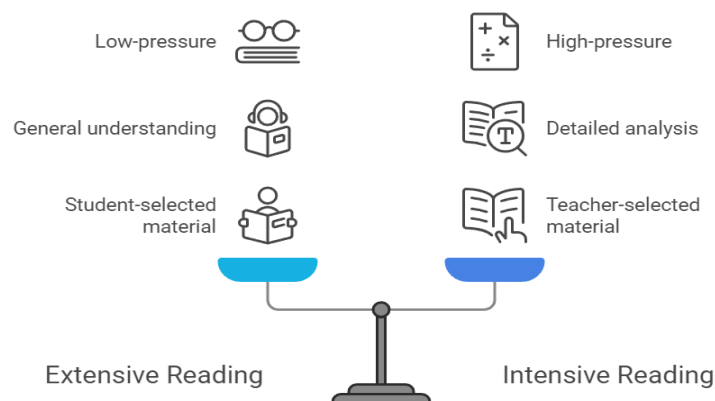 Low-pressure
High-pressure
General understanding
Detailed analysis
Student-selected
material
Teacher-selected
material
Extensive Reading
Intensive Reading